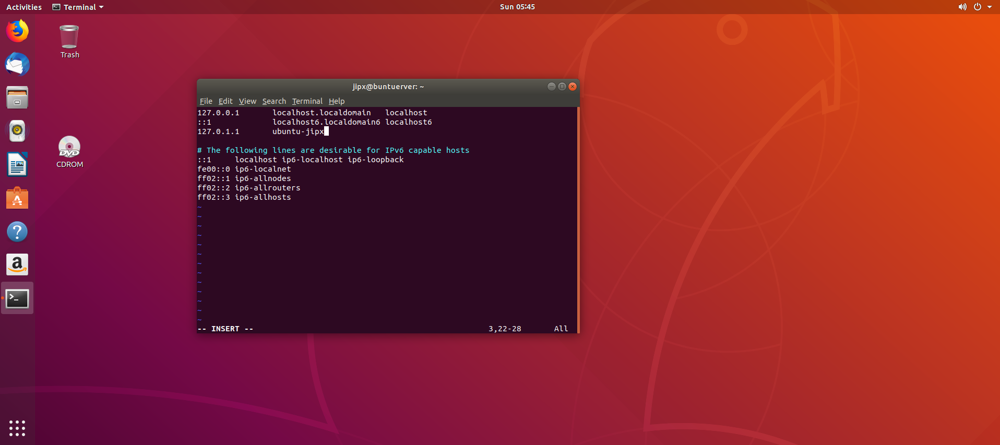 Activities Terminal Sun 05:45
Trash
CDROM
jipx@buntuerver: ~
File Edit View Search Terminal Help
127.0.0.1       localhost.localdomain   localhost
::1             localhost6.localdomain6 localhost6
127.0.1.1       ubuntu-jipx
# The following lines are desirable for IPv6 capable hosts
::1     localhost ip6-localhost ip6-loopback
fe00::0 ip6-localnet
ff02::1 ip6-allnodes
ff02::2 ip6-allrouters
ff02::3 ip6-allhosts
~
~
~
~
~
~
~
~
~
~
~
~
~
-- INSERT -- 3,22-28 All
DVD
A
?
a
>_